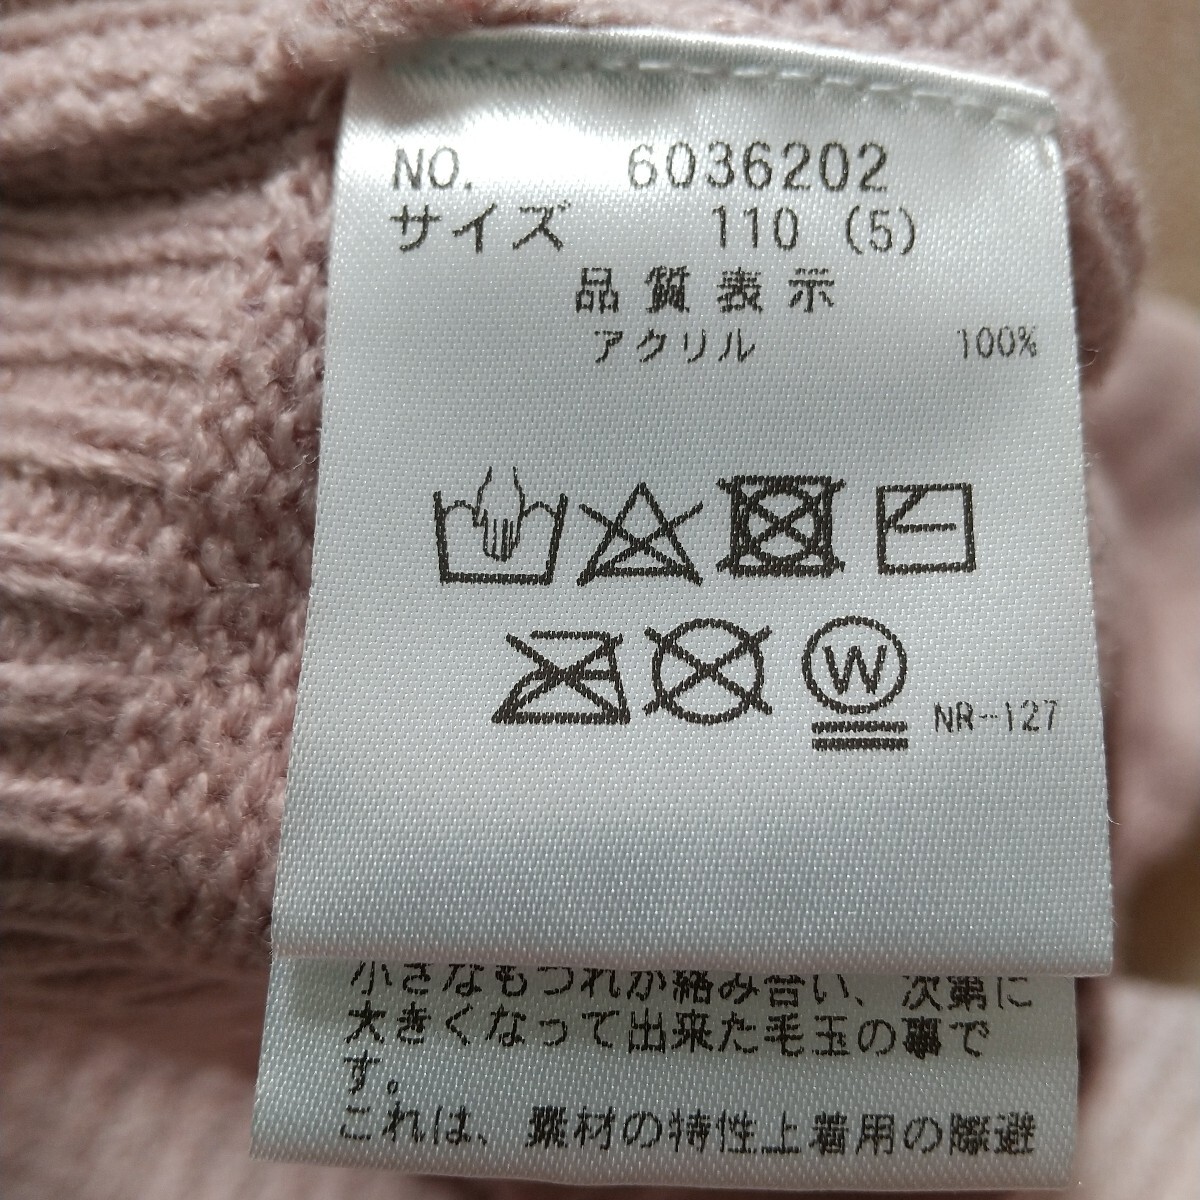 NO. 6036202
サイズ 110 (5)
品質表示
アクリル 100%
W
NR-127
小さなもつれが絡み合い、次第に
大きくなって出来た毛玉の事で
す。
これは、素材の特性上着用の際避